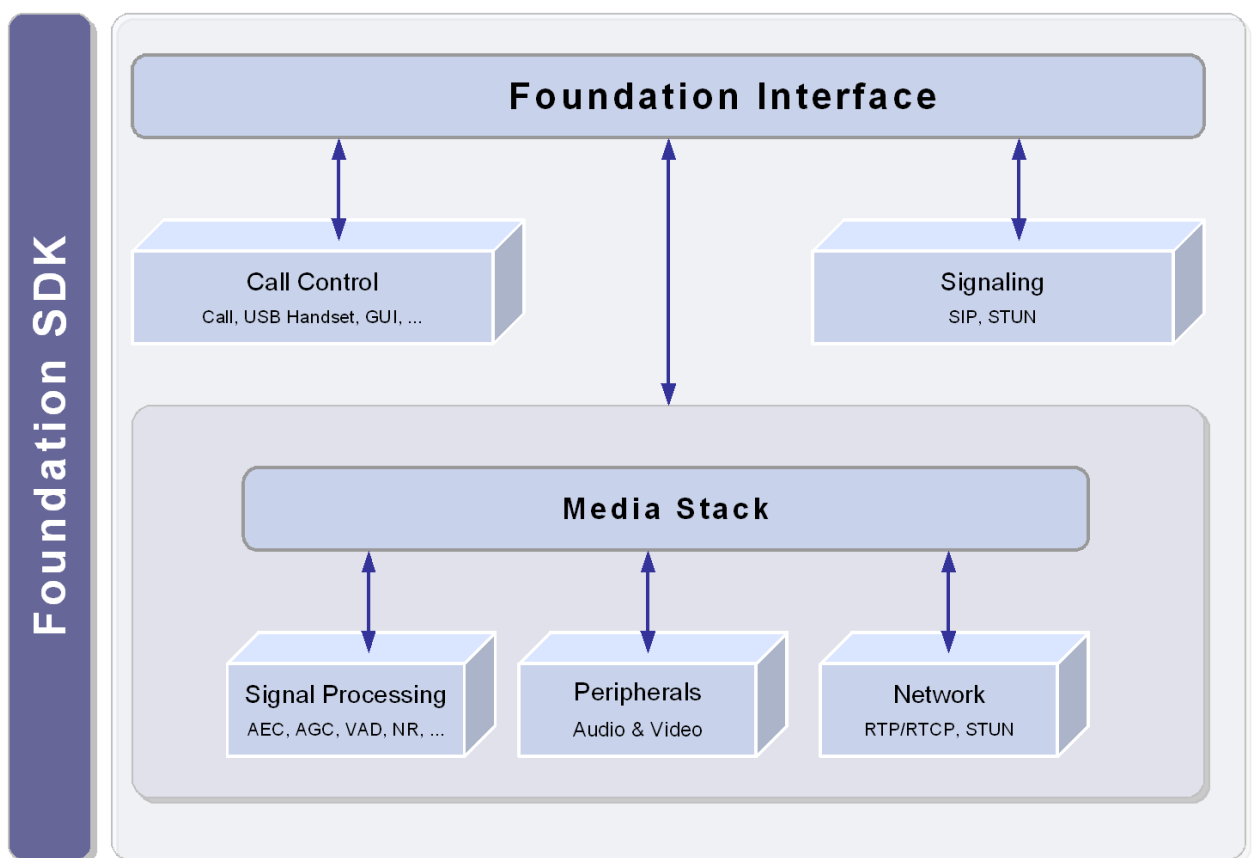 Foundation SDK
Foundation Interface
Call Control
Call, USB Handset, GUI, ...
Signaling
SIP, STUN
Media Stack
Signal Processing
AEC, AGC, VAD, NR, ...
Peripherals
Audio & Video
Network
RTP/RTCP, STUN